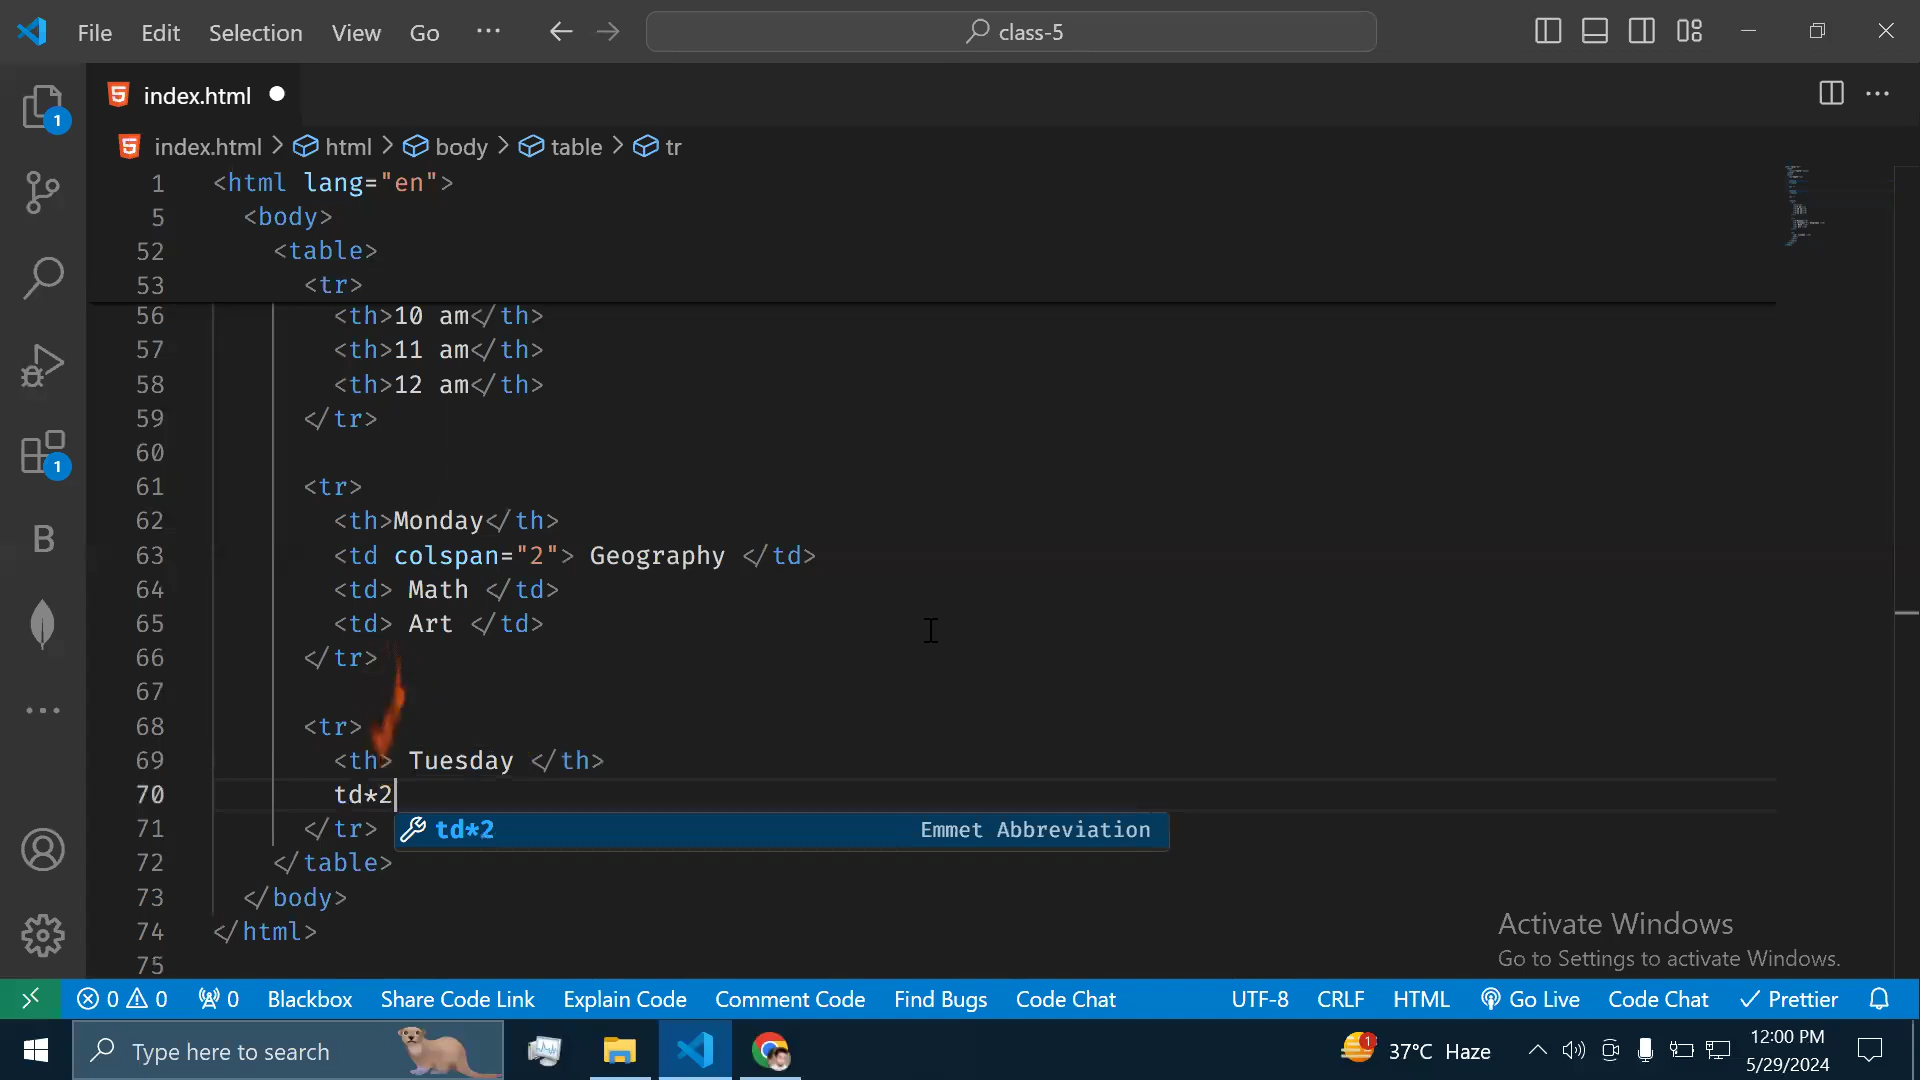 File Edit Selection View Go ··· class-5
index.html
index.html > html > body > table > tr
1 <html lang="en">
5 <body>
52 <table>
53 <tr>
56 <th>10 am</th>
57 <th>11 am</th>
58 <th>12 am</th>
59 </tr>
60
61 <tr>
62 <th>Monday</th>
63 <td colspan="2"> Geography </td>
64 <td> Math </td>
65 <td> Art </td>
66 </tr>
67
68 <tr>
69 <th> Tuesday </th>
70 td*2
71 </tr>
td*2 Emmet Abbreviation
72 </table>
73 </body>
74 </html>
75
1
1
B
Activate Windows
Go to Settings to activate Windows.
0 0 0 Blackbox Share Code Link Explain Code Comment Code Find Bugs Code Chat UTF-8 CRLF HTML Go Live Code Chat Prettier
Type here to search 1 37°C Haze 12:00 PM
5/29/2024